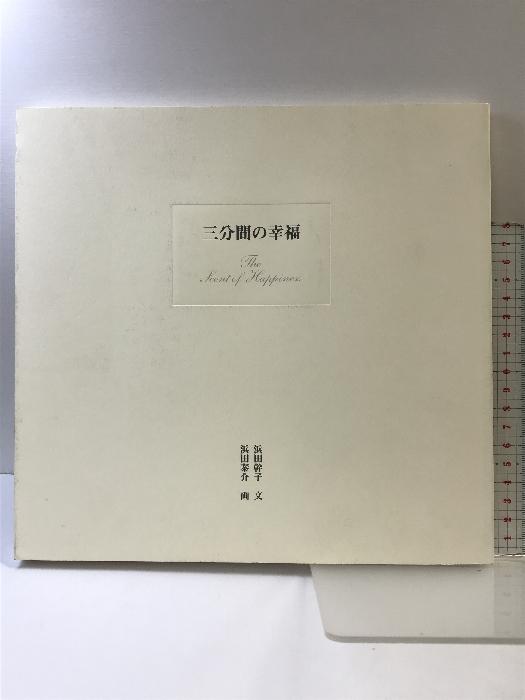 三分間の幸福
The
Scent of Happiness
浜田幹子 文
浜田泰介 画